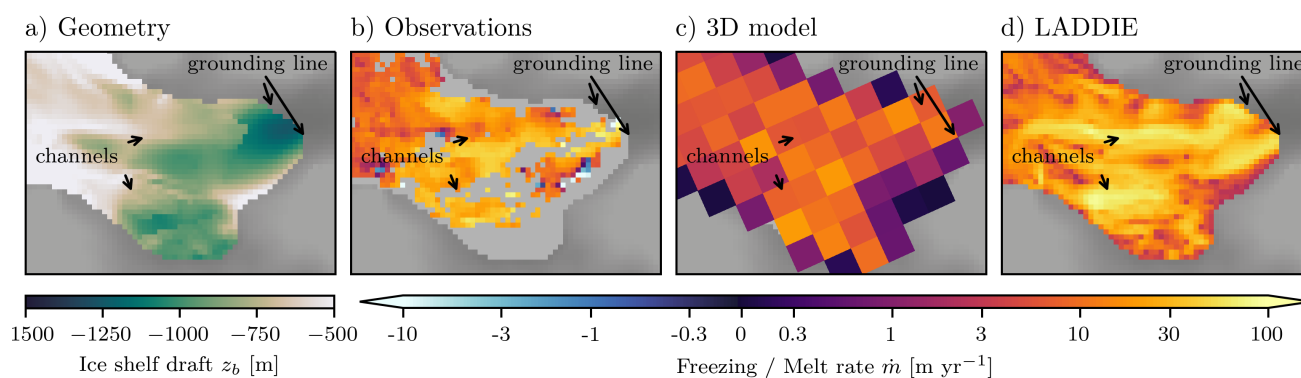 a) Geometry
b) Observations
c) 3D model
d) LADDIE
grounding line
grounding line
grounding line
grounding line
channels
channels
channels
channels
1500 −1250 −1000 −750 −500
Ice shelf draft z_b [m]
-10 -3 -1 -0.3 0 0.3 1 3 10 30 100
Freezing / Melt rate ṁ [m yr⁻¹]